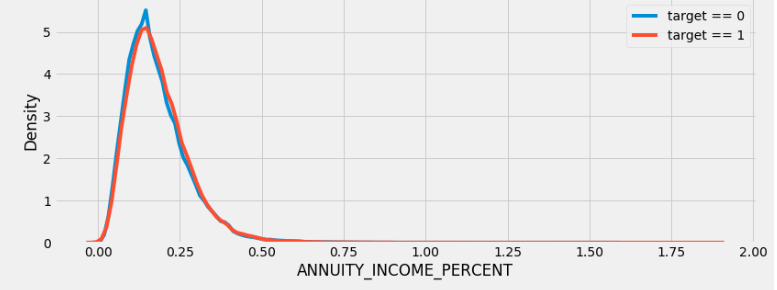 target == 0
target == 1
Density
5
4
3
2
1
0
0.00 0.25 0.50 0.75 1.00 1.25 1.50 1.75 2.00
ANNUITY_INCOME_PERCENT